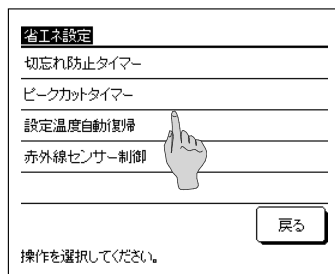 省エネ設定
切忘れ防止タイマー
ピークカットタイマー
設定温度自動復帰
赤外線センサー制御
戻る
操作を選択してください。